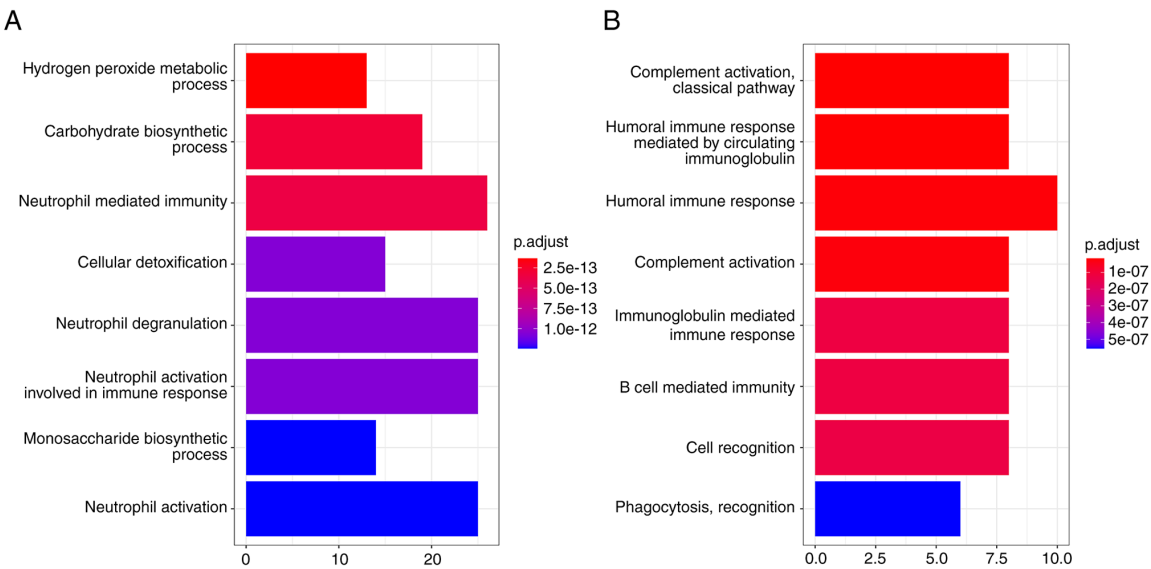 A
Hydrogen peroxide metabolic
process
Carbohydrate biosynthetic
process
Neutrophil mediated immunity
Cellular detoxification
Neutrophil degranulation
Neutrophil activation
involved in immune response
Monosaccharide biosynthetic
process
Neutrophil activation
0 10 20
p.adjust
2.5e-13
5.0e-13
7.5e-13
1.0e-12
B
Complement activation,
classical pathway
Humoral immune response
mediated by circulating
immunoglobulin
Humoral immune response
Complement activation
Immunoglobulin mediated
immune response
B cell mediated immunity
Cell recognition
Phagocytosis, recognition
0.0 2.5 5.0 7.5 10.0
p.adjust
1e-07
2e-07
3e-07
4e-07
5e-07